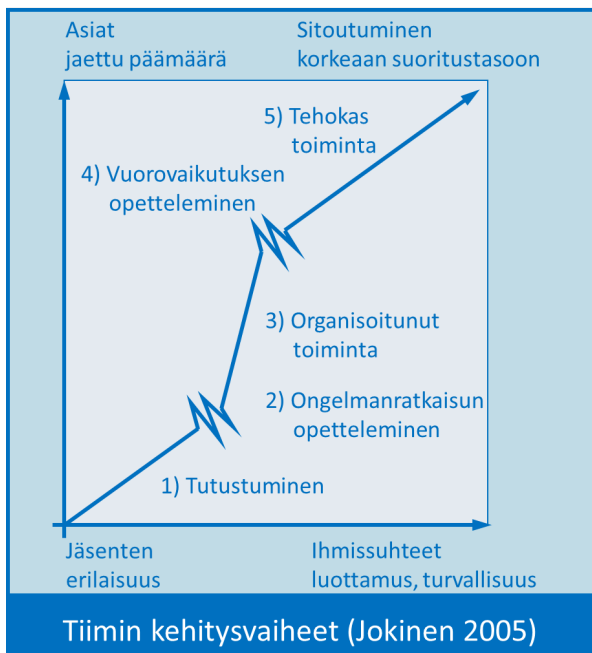 Asiat
jaettu päämäärä
Sitoutuminen
korkeaan suoritustasoon
5) Tehokas
toiminta
4) Vuorovaikutuksen
opetteleminen
3) Organisoitunut
toiminta
2) Ongelmanratkaisun
opetteleminen
1) Tutustuminen
Jäsenten
erilaisuus
Ihmissuhteet
luottamus, turvallisuus
Tiimin kehitysvaiheet (Jokinen 2005)